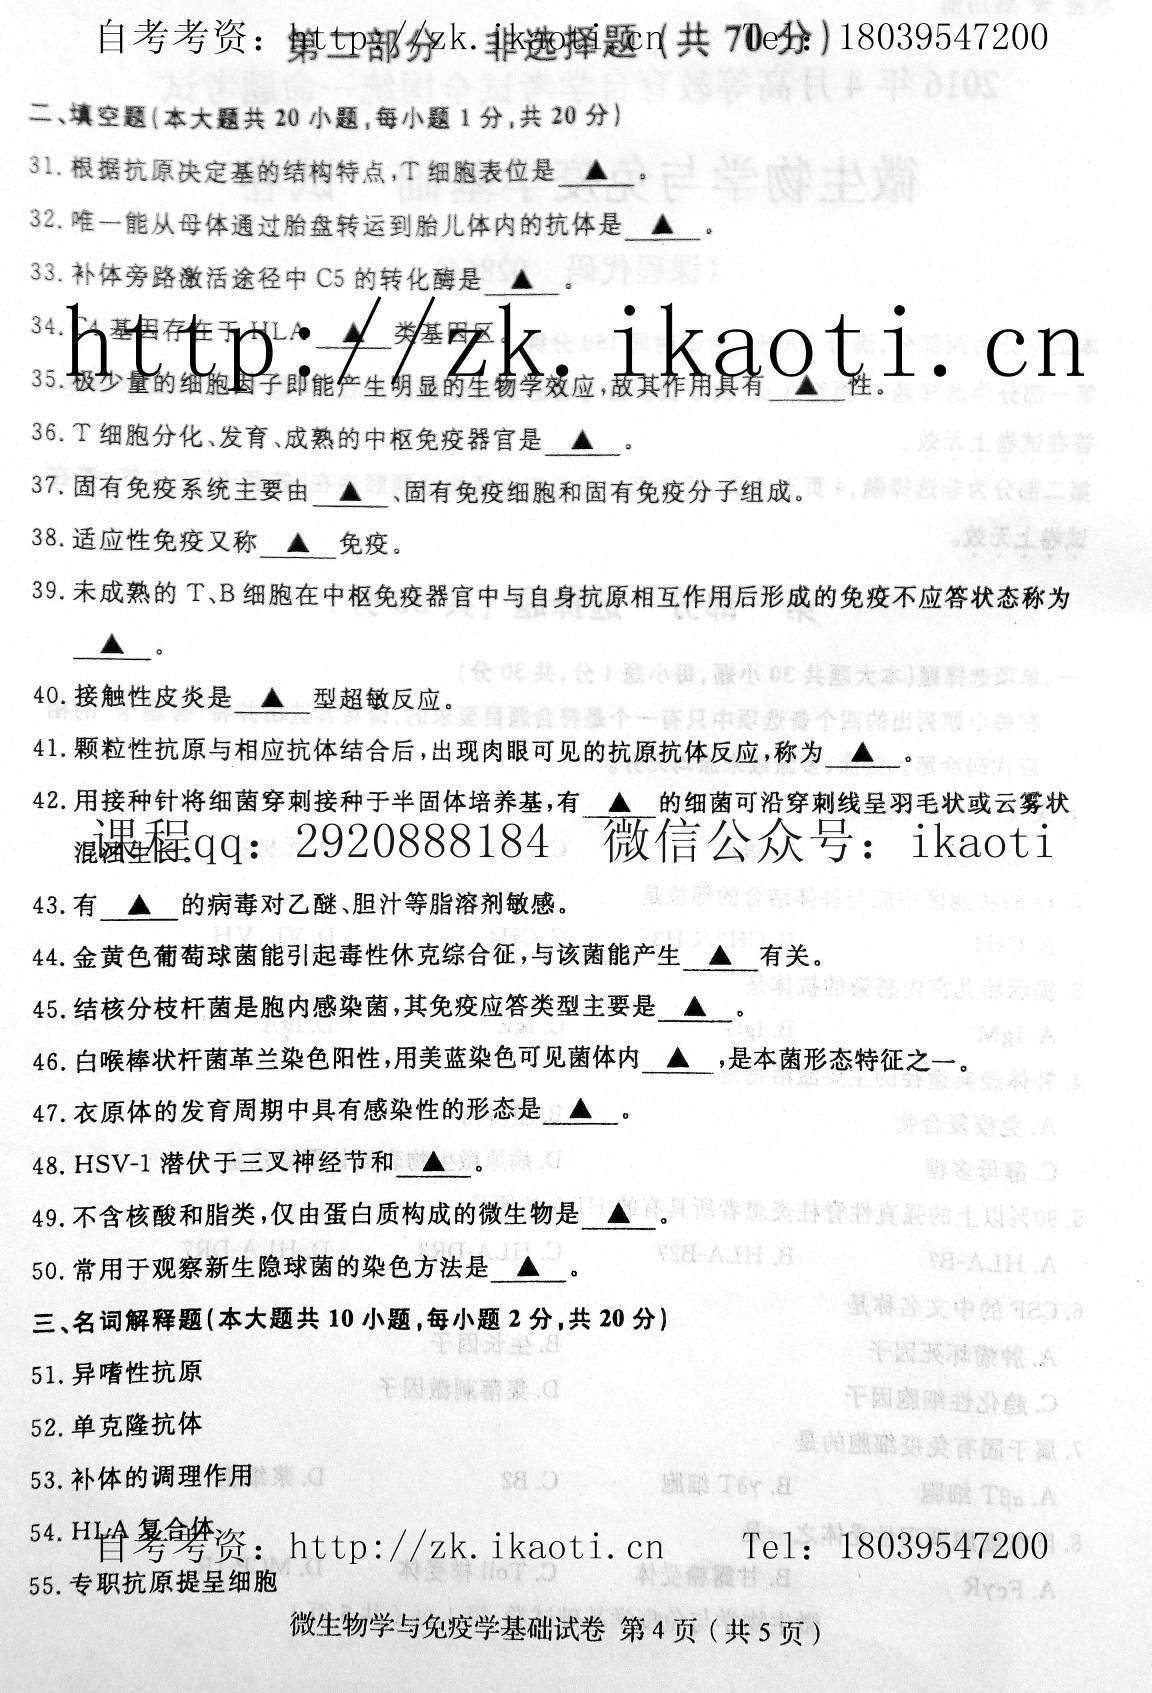 自考考资：http://zk.ikaoti.cn Tel：18039547200
第二部分 非选择题(共 70 分)
二、填空题(本大题共 20 小题,每小题 1 分,共 20 分)
31. 根据抗原决定基的结构特点,T 细胞表位是 ▲ 。
32. 唯一能从母体通过胎盘转运到胎儿体内的抗体是 ▲ 。
33. 补体旁路激活途径中 C5 的转化酶是 ▲ 。
34. C4 基因存在于 HLA ▲ 类基因区。
http://zk.ikaoti.cn
35. 极少量的细胞因子即能产生明显的生物学效应,故其作用具有 ▲ 性。
36. T 细胞分化、发育、成熟的中枢免疫器官是 ▲ 。
37. 固有免疫系统主要由 ▲ 、固有免疫细胞和固有免疫分子组成。
38. 适应性免疫又称 ▲ 免疫。
39. 未成熟的 T、B 细胞在中枢免疫器官中与自身抗原相互作用后形成的免疫不应答状态称为
▲ 。
40. 接触性皮炎是 ▲ 型超敏反应。
41. 颗粒性抗原与相应抗体结合后,出现肉眼可见的抗原抗体反应,称为 ▲ 。
42. 用接种针将细菌穿刺接种于半固体培养基,有 ▲ 的细菌可沿穿刺线呈羽毛状或云雾状
混浊生长。
课程qq：2920888184 微信公众号：ikaoti
43. 有 ▲ 的病毒对乙醚、胆汁等脂溶剂敏感。
44. 金黄色葡萄球菌能引起毒性休克综合征,与该菌能产生 ▲ 有关。
45. 结核分枝杆菌是胞内感染菌,其免疫应答类型主要是 ▲ 。
46. 白喉棒状杆菌革兰染色阳性,用美蓝染色可见菌体内 ▲ ,是本菌形态特征之一。
47. 衣原体的发育周期中具有感染性的形态是 ▲ 。
48. HSV-1 潜伏于三叉神经节和 ▲ 。
49. 不含核酸和脂类,仅由蛋白质构成的微生物是 ▲ 。
50. 常用于观察新生隐球菌的染色方法是 ▲ 。
三、名词解释题(本大题共 10 小题,每小题 2 分,共 20 分)
51. 异嗜性抗原
52. 单克隆抗体
53. 补体的调理作用
54. HLA 复合体
自考考资：http://zk.ikaoti.cn Tel：18039547200
55. 专职抗原提呈细胞
微生物学与免疫学基础试卷 第 4 页 ( 共 5 页 )